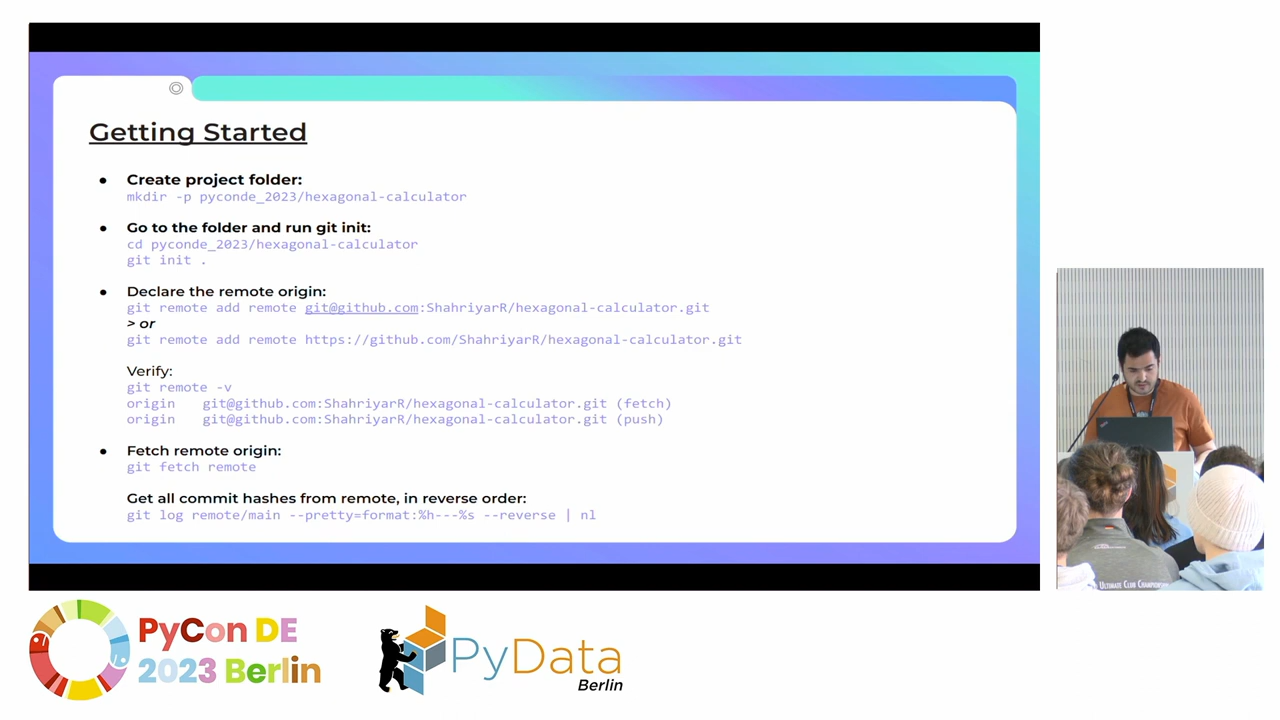 Getting Started
● Create project folder:
mkdir -p pyconde_2023/hexagonal-calculator
● Go to the folder and run git init:
cd pyconde_2023/hexagonal-calculator
git init .
● Declare the remote origin:
git remote add remote git@github.com:ShahriyarR/hexagonal-calculator.git
> or
git remote add remote https://github.com/ShahriyarR/hexagonal-calculator.git
Verify:
git remote -v
origin git@github.com:ShahriyarR/hexagonal-calculator.git (fetch)
origin git@github.com:ShahriyarR/hexagonal-calculator.git (push)
● Fetch remote origin:
git fetch remote
Get all commit hashes from remote, in reverse order:
git log remote/main --pretty=format:%h---%s --reverse | nl
PyCon DE
2023 Berlin
PyData
Berlin